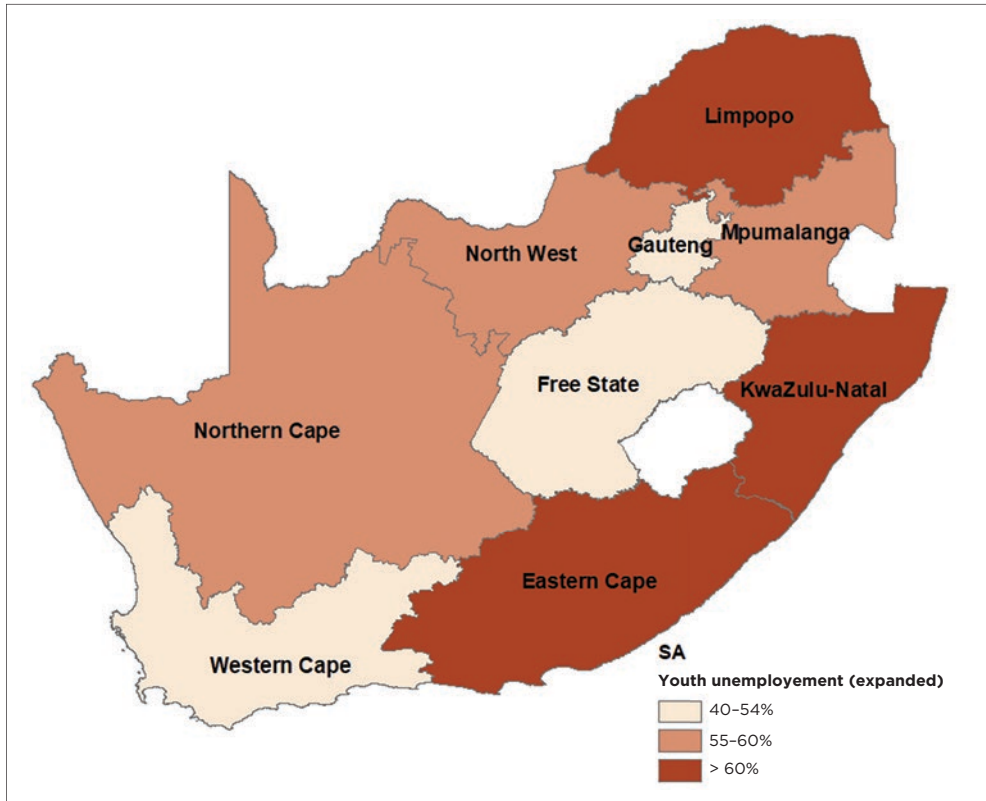 Limpopo
Mpumalanga
Gauteng
North West
Free State
KwaZulu-Natal
Northern Cape
Eastern Cape
Western Cape
SA
Youth unemployement (expanded)
40–54%
55–60%
> 60%